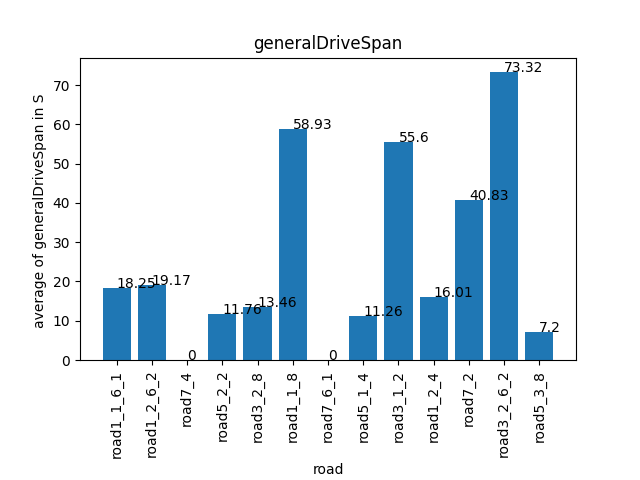 generalDriveSpan
average of generalDriveSpan in S
70
60
50
40
30
20
10
0
18.25
19.17
0
11.76
13.46
58.93
0
11.26
55.6
16.01
40.83
73.32
7.2
road1_1_6_1
road1_2_6_2
road7_4
road5_2_2
road3_2_8
road1_1_8
road7_6_1
road5_1_4
road3_1_2
road1_2_4
road7_2
road3_2_6_2
road5_3_8
road